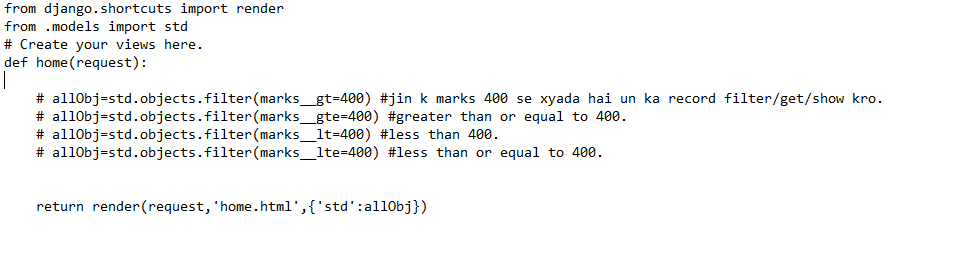 from django.shortcuts import render
from .models import std
# Create your views here.
def home(request):
# allObj=std.objects.filter(marks__gt=400) #jin k marks 400 se xyada hai un ka record filter/get/show kro.
# allObj=std.objects.filter(marks__gte=400) #greater than or equal to 400.
# allObj=std.objects.filter(marks__lt=400) #less than 400.
# allObj=std.objects.filter(marks__lte=400) #less than or equal to 400.
return render(request,'home.html',{'std':allObj})